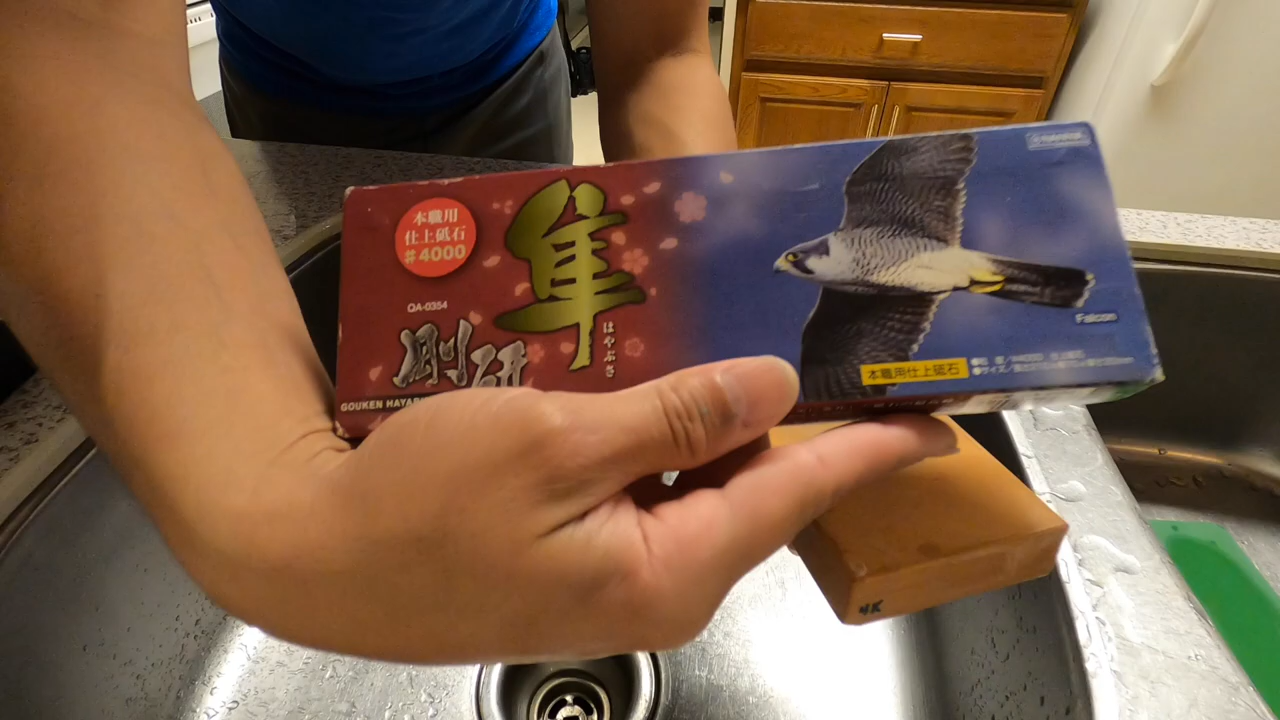 本職用
仕上砥石
#4000
QA-0354
隼
はやぶさ
剛研
GOUKEN
Falcon
本職用仕上砥石
4K